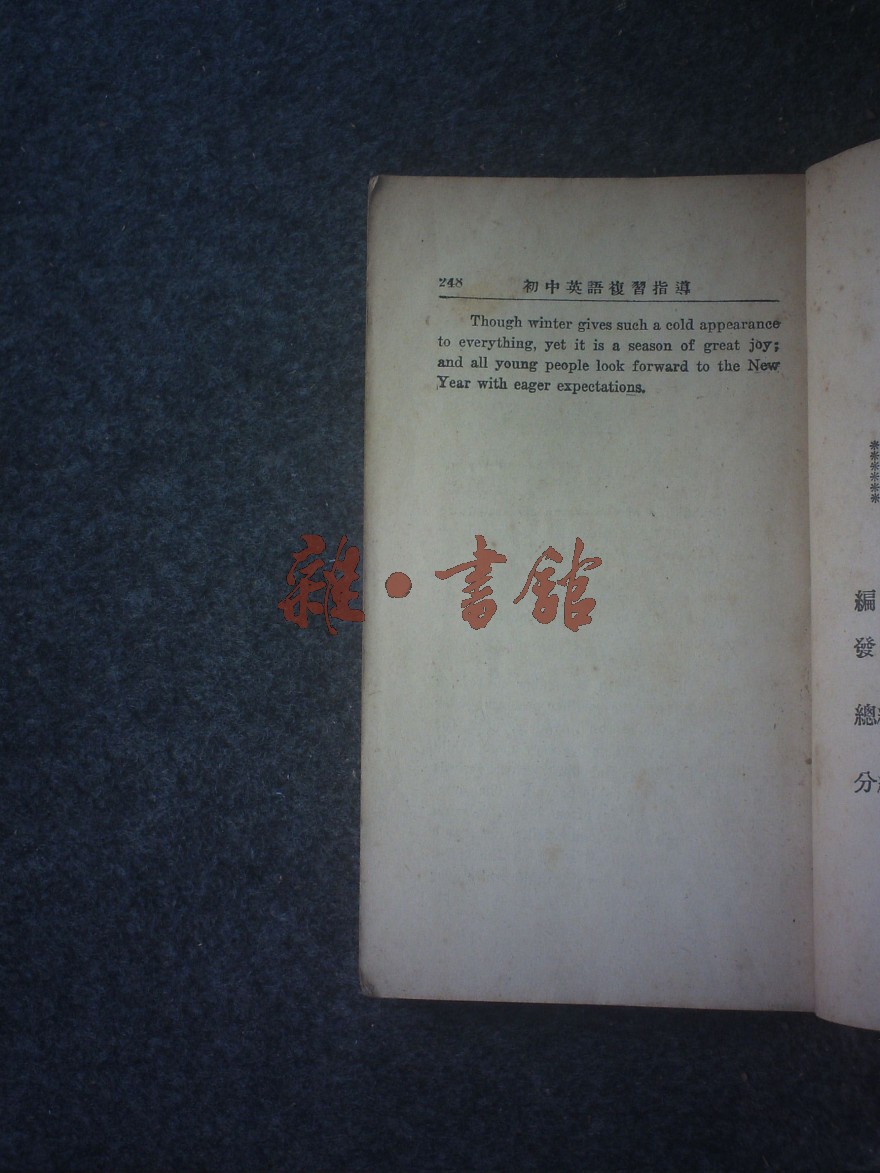 248 初中英語複習指導
Though winter gives such a cold appearance
to everything, yet it is a season of great joy;
and all young people look forward to the New
Year with eager expectations.
雜·書館
******
編
發
總
分